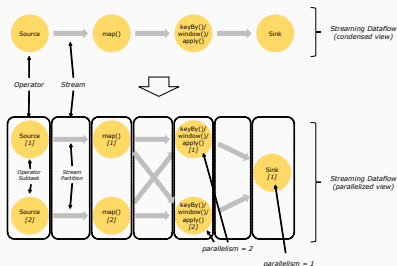 Source
map()
keyBy()/
window()/
apply()
Sink
Streaming Dataflow
(condensed view)
Operator
Stream
Source
[1]
map()
[1]
keyBy()/
window()/
apply()
[1]
Operator
Subtask
Stream
Partition
Sink
[1]
Streaming Dataflow
(parallelized view)
Source
[2]
map()
[2]
keyBy()/
window()/
apply()
[2]
parallelism = 2
parallelism = 1